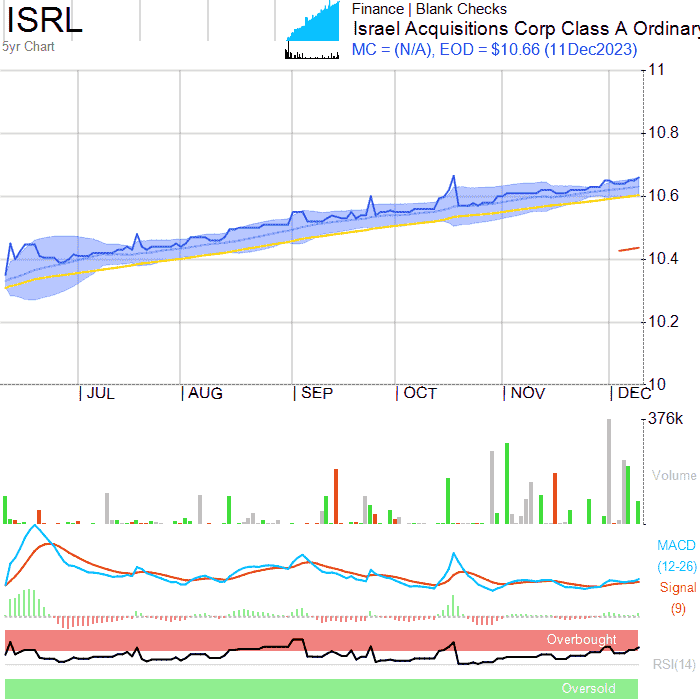 ISRL
5yr Chart
Finance | Blank Checks
Israel Acquisitions Corp Class A Ordinary
MC = (N/A), EOD = $10.66 (11Dec2023)
11
10.8
10.6
10.4
10.2
10
JUL AUG SEP OCT NOV DEC
376k
Volume
MACD
(12-26)
Signal
(9)
Overbought
RSI(14)
Oversold